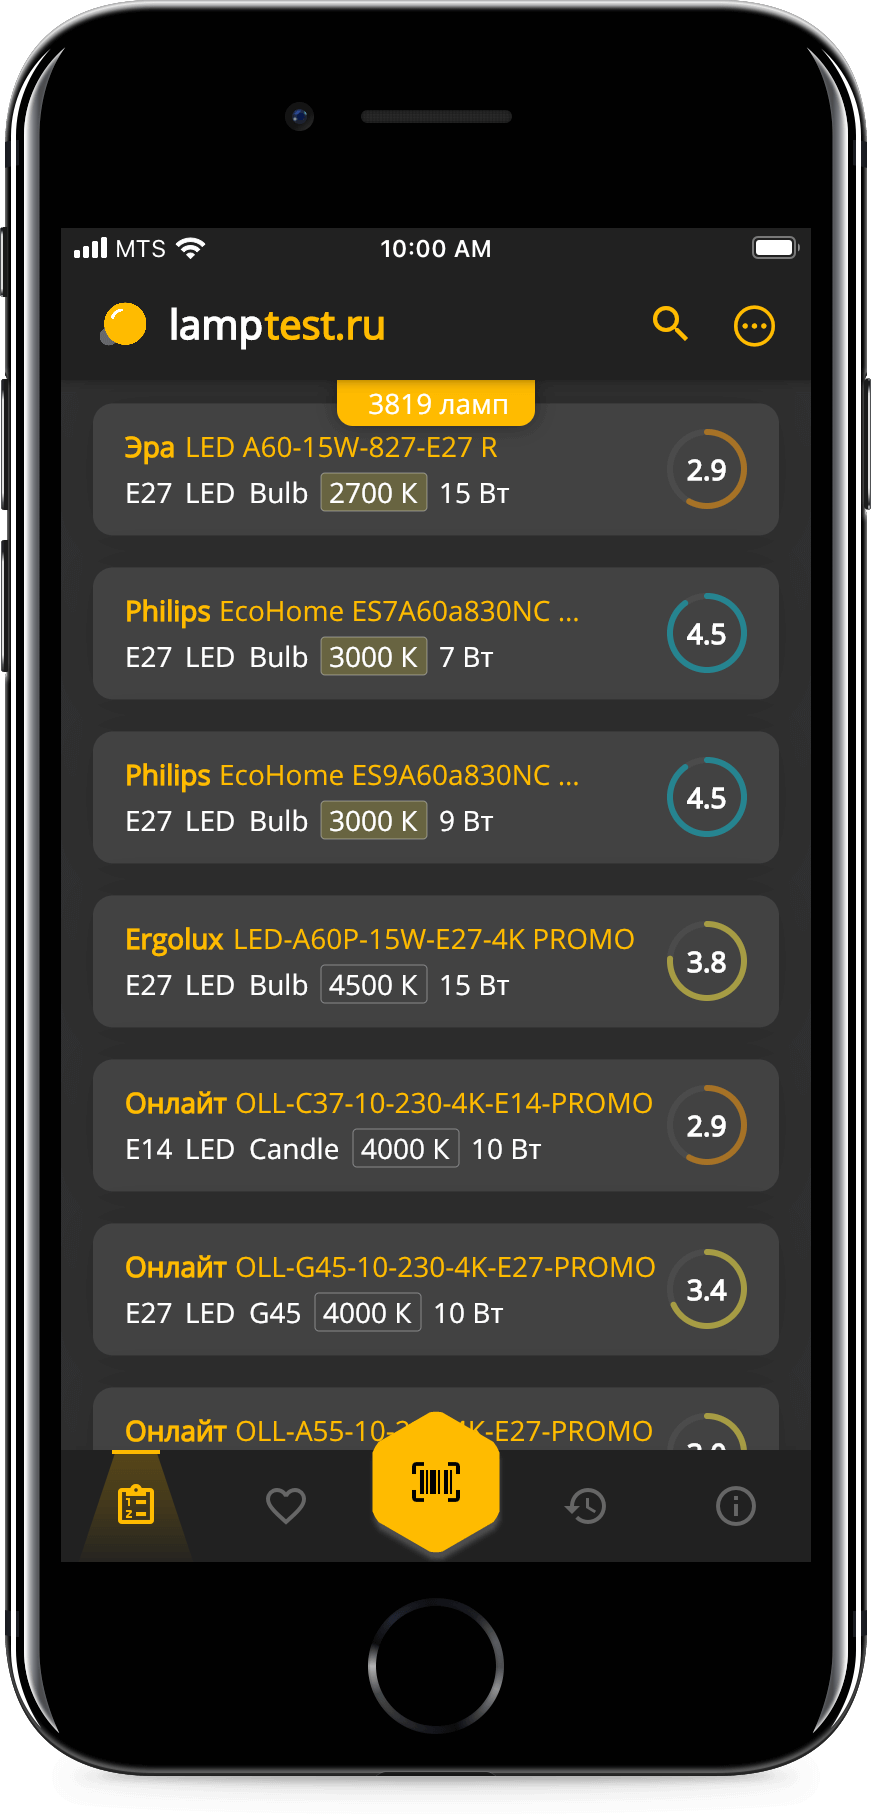 MTS 10:00 AM
lamptest.ru
3819 ламп
Эра LED A60-15W-827-E27 R
E27 LED Bulb 2700 K 15 Вт
2.9
Philips EcoHome ES7A60a830NC ...
E27 LED Bulb 3000 K 7 Вт
4.5
Philips EcoHome ES9A60a830NC ...
E27 LED Bulb 3000 K 9 Вт
4.5
Ergolux LED-A60P-15W-E27-4K PROMO
E27 LED Bulb 4500 K 15 Вт
3.8
Онлайт OLL-C37-10-230-4K-E14-PROMO
E14 LED Candle 4000 K 10 Вт
2.9
Онлайт OLL-G45-10-230-4K-E27-PROMO
E27 LED G45 4000 K 10 Вт
3.4
Онлайт OLL-A55-10- K-E27-PROMO